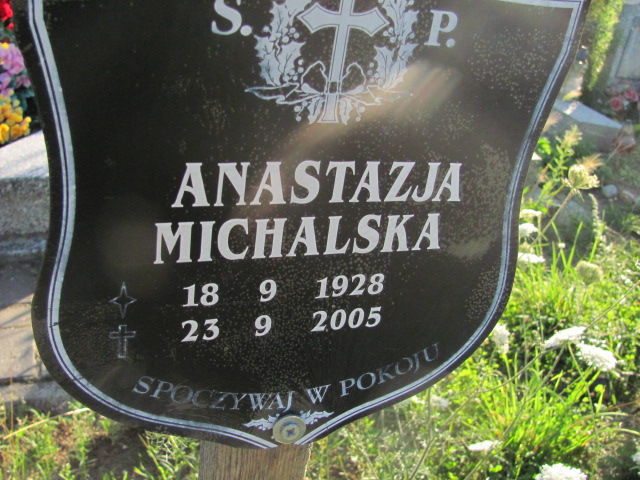 Ś. P.
ANASTAZJA
MICHALSKA
18 9 1928
23 9 2005
SPOCZYWAJ W POKOJU